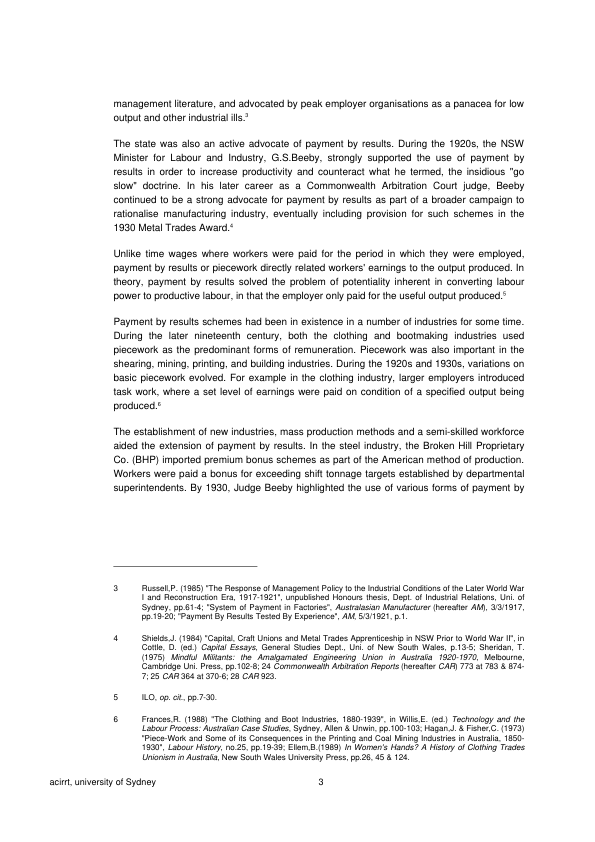 management literature, and advocated by peak employer organisations as a panacea for low
output and other industrial ills.3
The state was also an active advocate of payment by results. During the 1920s, the NSW
Minister for Labour and Industry, G.S.Beeby, strongly supported the use of payment by
results in order to increase productivity and counteract what he termed, the insidious "go
slow" doctrine. In his later career as a Commonwealth Arbitration Court judge, Beeby
continued to be a strong advocate for payment by results as part of a broader campaign to
rationalise manufacturing industry, eventually including provision for such schemes in the
1930 Metal Trades Award.4
Unlike time wages where workers were paid for the period in which they were employed,
payment by results or piecework directly related workers' earnings to the output produced. In
theory, payment by results solved the problem of potentiality inherent in converting labour
power to productive labour, in that the employer only paid for the useful output produced.5
Payment by results schemes had been in existence in a number of industries for some time.
During the later nineteenth century, both the clothing and bootmaking industries used
piecework as the predominant forms of remuneration. Piecework was also important in the
shearing, mining, printing, and building industries. During the 1920s and 1930s, variations on
basic piecework evolved. For example in the clothing industry, larger employers introduced
task work, where a set level of earnings were paid on condition of a specified output being
produced.6
The establishment of new industries, mass production methods and a semi-skilled workforce
aided the extension of payment by results. In the steel industry, the Broken Hill Proprietary
Co. (BHP) imported premium bonus schemes as part of the American method of production.
Workers were paid a bonus for exceeding shift tonnage targets established by departmental
superintendents. By 1930, Judge Beeby highlighted the use of various forms of payment by
3 Russell,P. (1985) "The Response of Management Policy to the Industrial Conditions of the Later World War
I and Reconstruction Era, 1917-1921", unpublished Honours thesis, Dept. of Industrial Relations, Uni. of
Sydney, pp.61-4; "System of Payment in Factories", Australasian Manufacturer (hereafter AM), 3/3/1917,
pp.19-20; "Payment By Results Tested By Experience", AM, 5/3/1921, p.1.
4 Shields,J. (1984) "Capital, Craft Unions and Metal Trades Apprenticeship in NSW Prior to World War II", in
Cottle, D. (ed.) Capital Essays, General Studies Dept., Uni. of New South Wales, p.13-5; Sheridan, T.
(1975) Mindful Militants: the Amalgamated Engineering Union in Australia 1920-1970, Melbourne,
Cambridge Uni. Press, pp.102-8; 24 Commonwealth Arbitration Reports (hereafter CAR) 773 at 783 & 874-
7; 25 CAR 364 at 370-6; 28 CAR 923.
5 ILO, op. cit., pp.7-30.
6 Frances,R. (1988) "The Clothing and Boot Industries, 1880-1939", in Willis,E. (ed.) Technology and the
Labour Process: Australian Case Studies, Sydney, Allen & Unwin, pp.100-103; Hagan,J. & Fisher,C. (1973)
"Piece-Work and Some of its Consequences in the Printing and Coal Mining Industries in Australia, 1850-
1930", Labour History, no.25, pp.19-39; Ellem,B.(1989) In Women's Hands? A History of Clothing Trades
Unionism in Australia, New South Wales University Press, pp.26, 45 & 124.
acirrt, university of Sydney 3